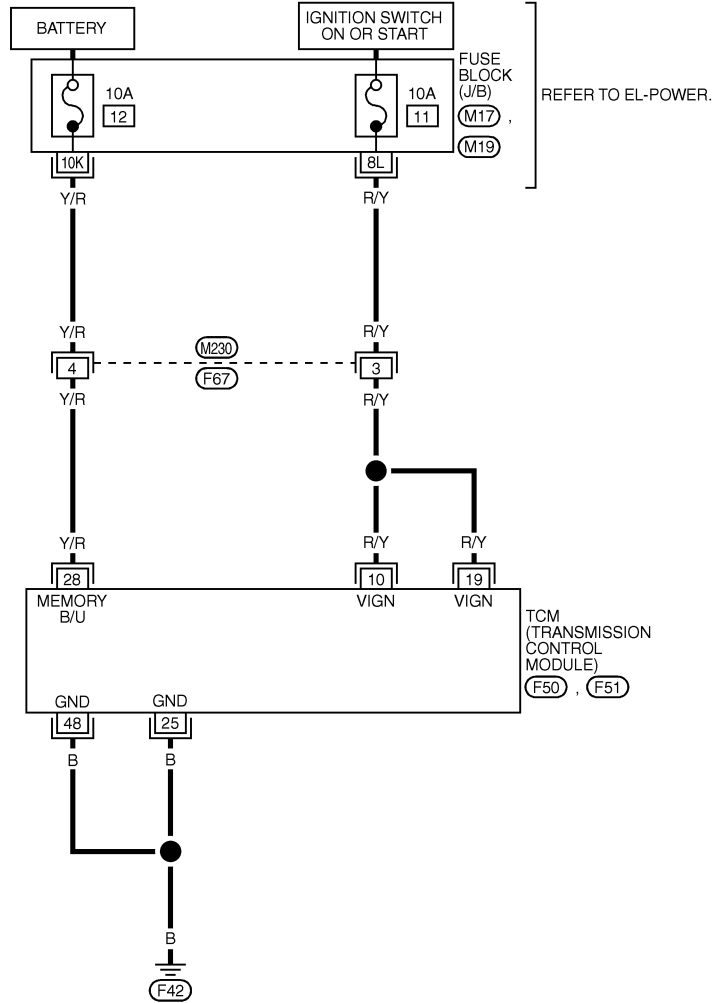 BATTERY
IGNITION SWITCH
ON OR START
10A
12
10A
11
FUSE
BLOCK
(J/B)
M17 ,
M19
REFER TO EL-POWER.
10K
8L
Y/R
R/Y
Y/R
R/Y
4
M230
F67
3
Y/R
R/Y
Y/R
R/Y
R/Y
28
10
19
MEMORY
B/U
VIGN
VIGN
TCM
(TRANSMISSION
CONTROL
MODULE)
F50 , F51
GND
GND
48
25
B
B
B
F42